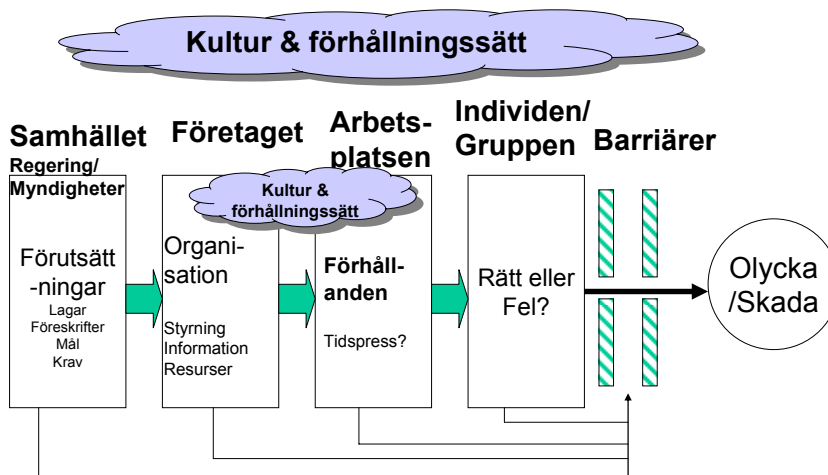 Kultur & förhållningssätt
Samhället
Regering/
Myndigheter
Förutsätt
-ningar
Lagar
Föreskrifter
Mål
Krav
Företaget
Kultur &
förhållningssätt
Organi-
sation
Styrning
Information
Resurser
Arbets-
platsen
Förhåll-
anden
Tidspress?
Individen/
Gruppen
Rätt eller
Fel?
Barriärer
Olycka
/Skada